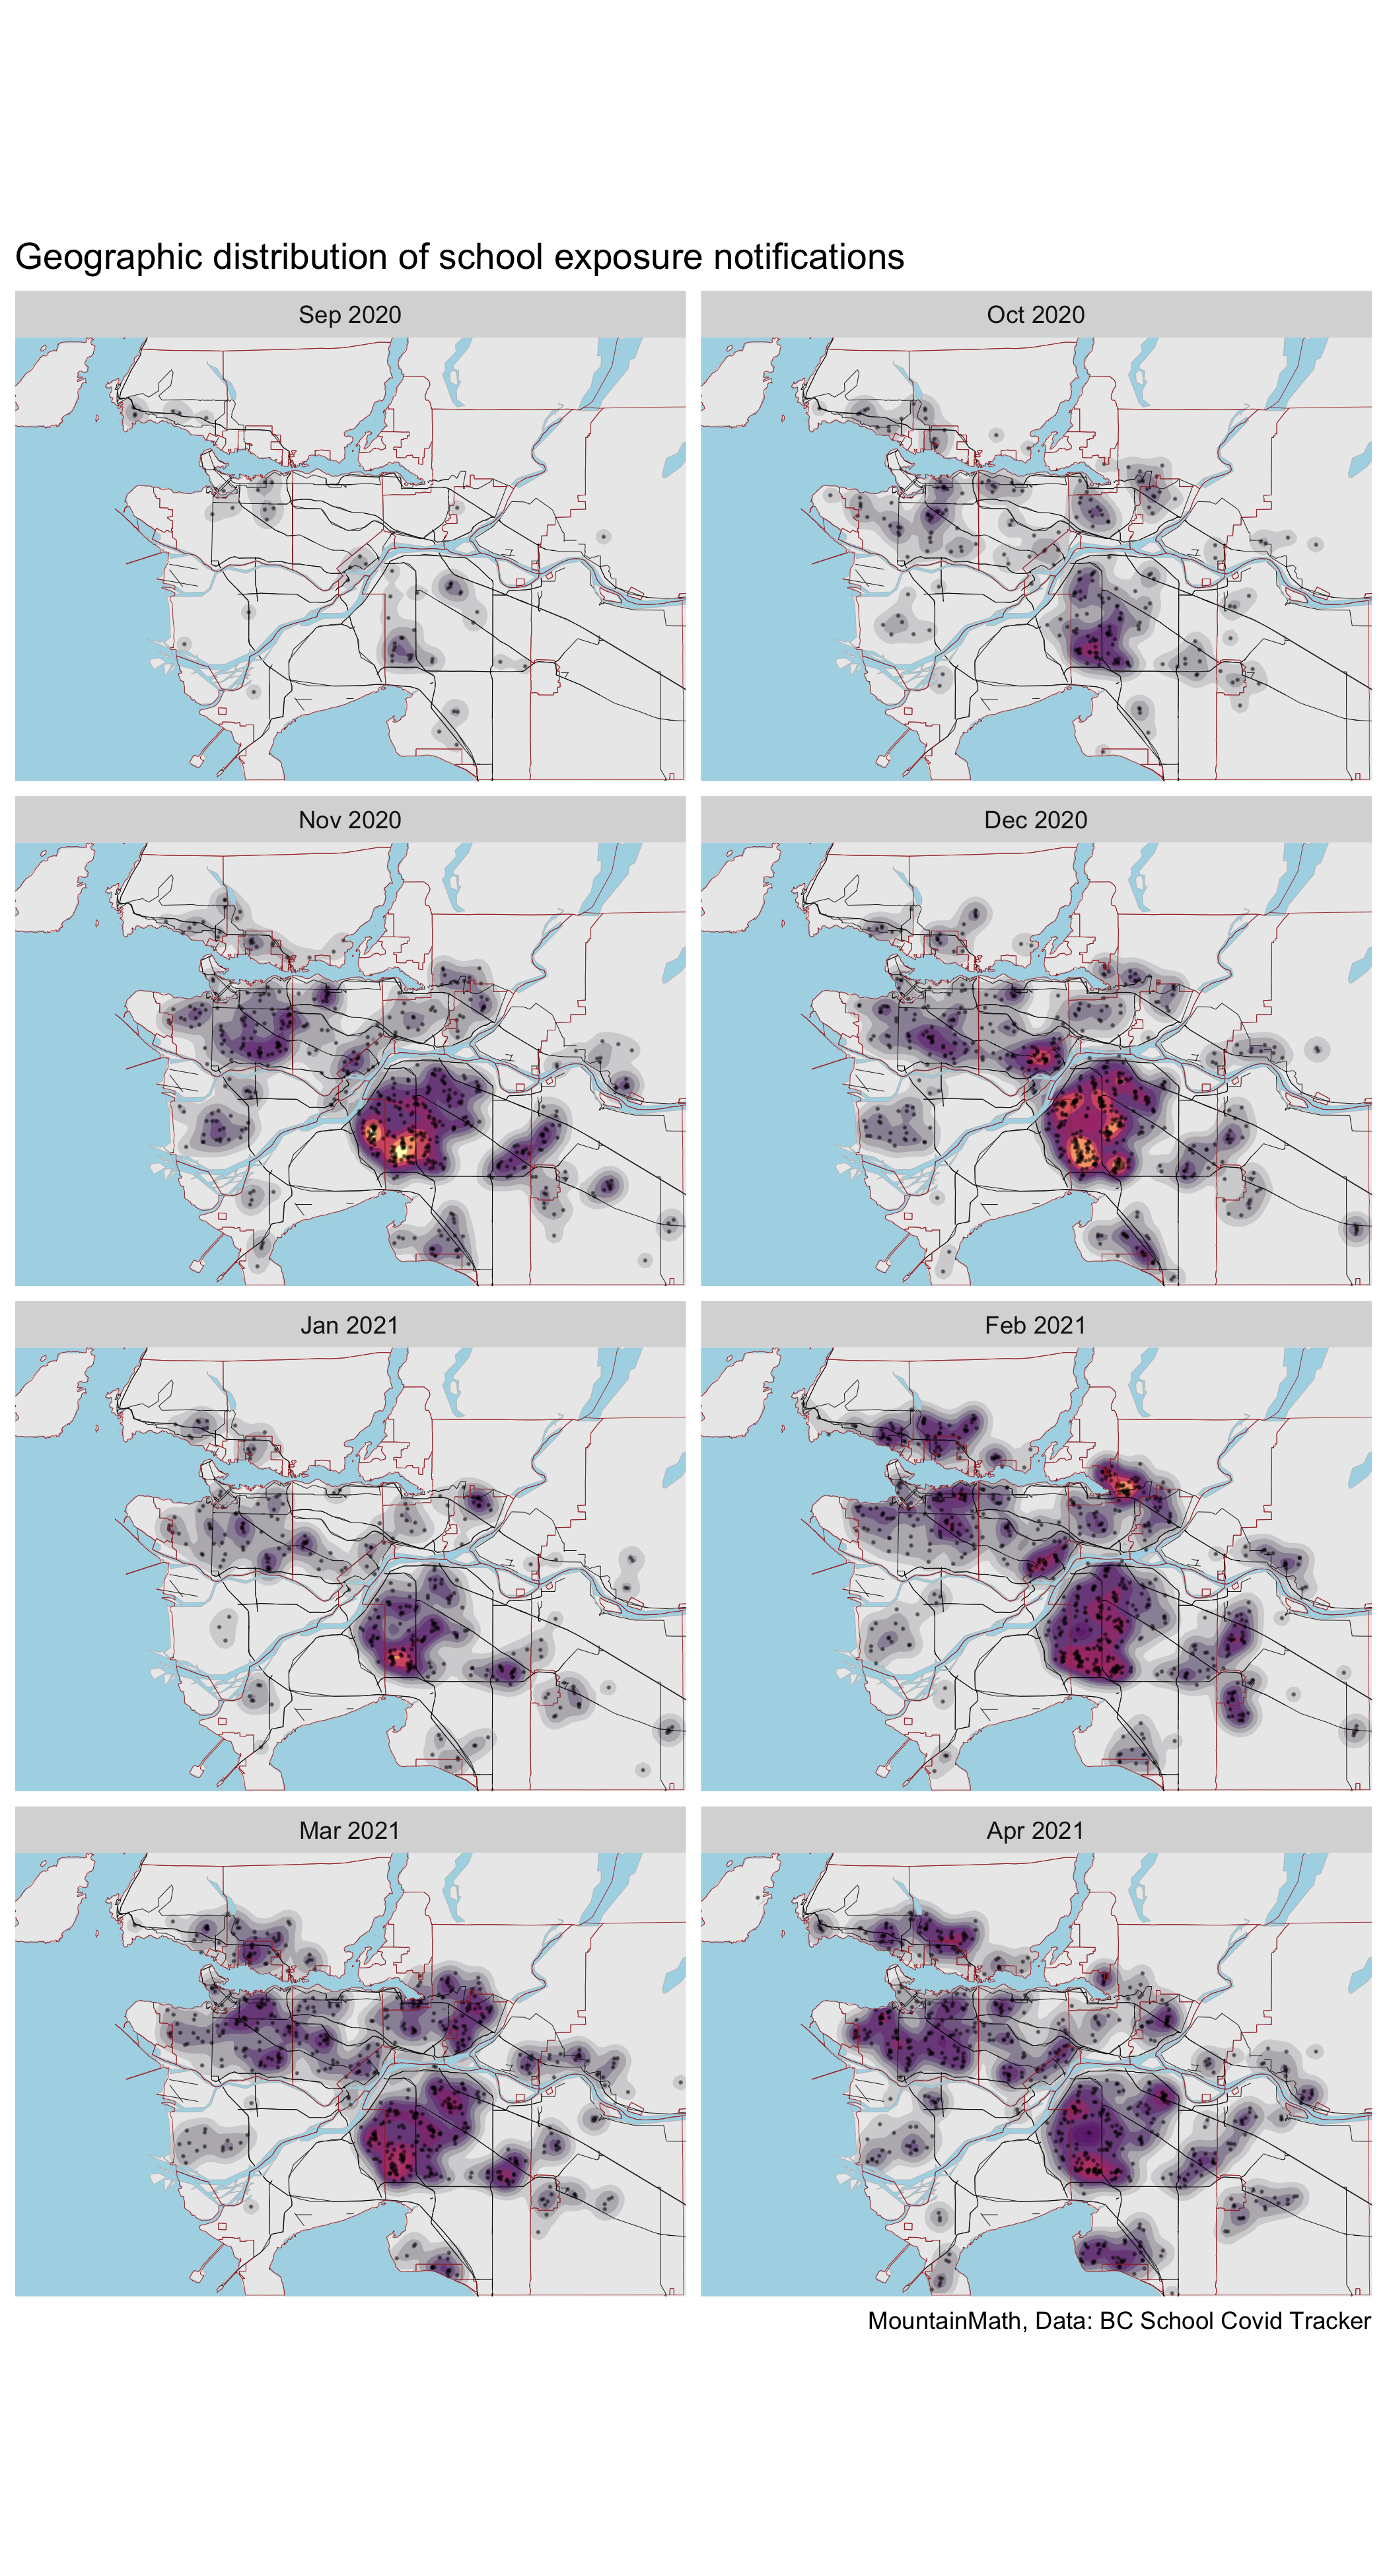 Geographic distribution of school exposure notifications
Sep 2020
Oct 2020
Nov 2020
Dec 2020
Jan 2021
Feb 2021
Mar 2021
Apr 2021
MountainMath, Data: BC School Covid Tracker